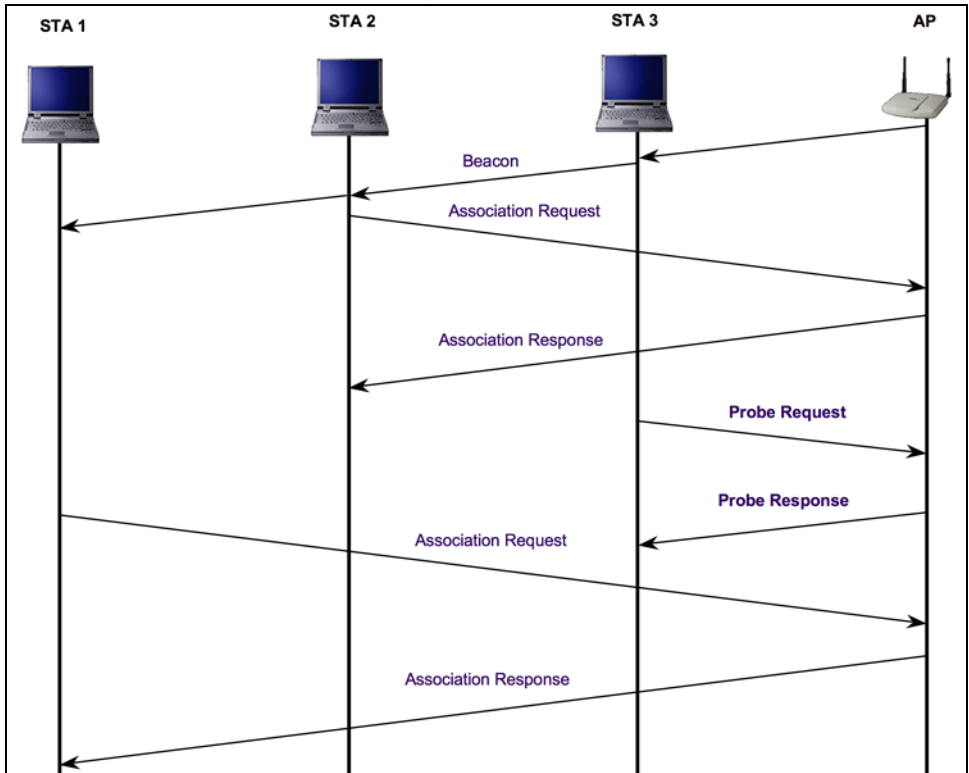 STA 1
STA 2
STA 3
AP
Beacon
Association Request
Association Response
Probe Request
Probe Response
Association Request
Association Response